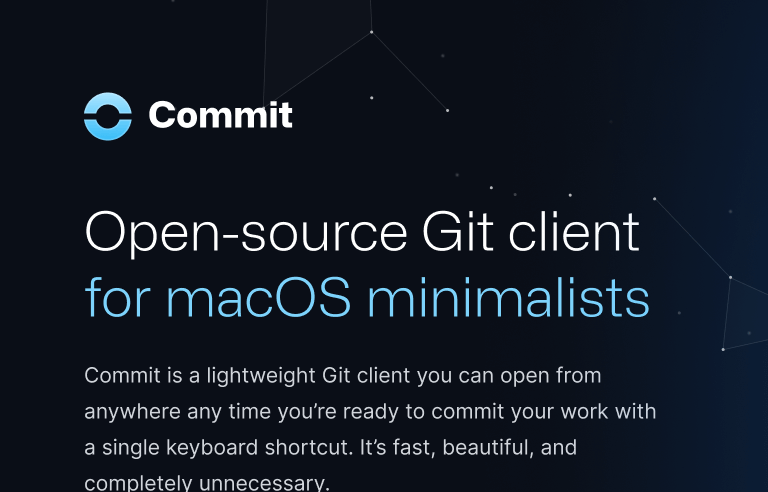 Commit
Open-source Git client
for macOS minimalists
Commit is a lightweight Git client you can open from
anywhere any time you’re ready to commit your work with
a single keyboard shortcut. It’s fast, beautiful, and
completely unnecessary.